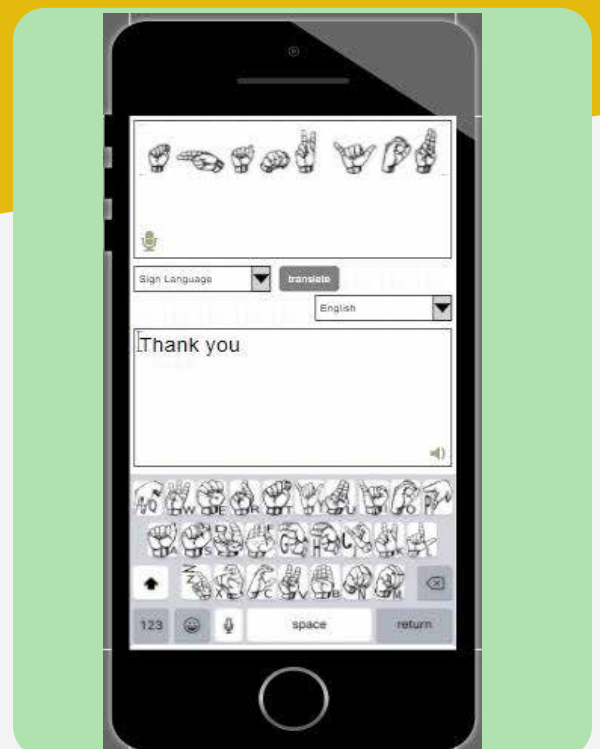 Sign Language
translate
English
Thank you
Q W E R T Y U I O P
A S D F G H J K L
Z X C V B N M
123
space
return